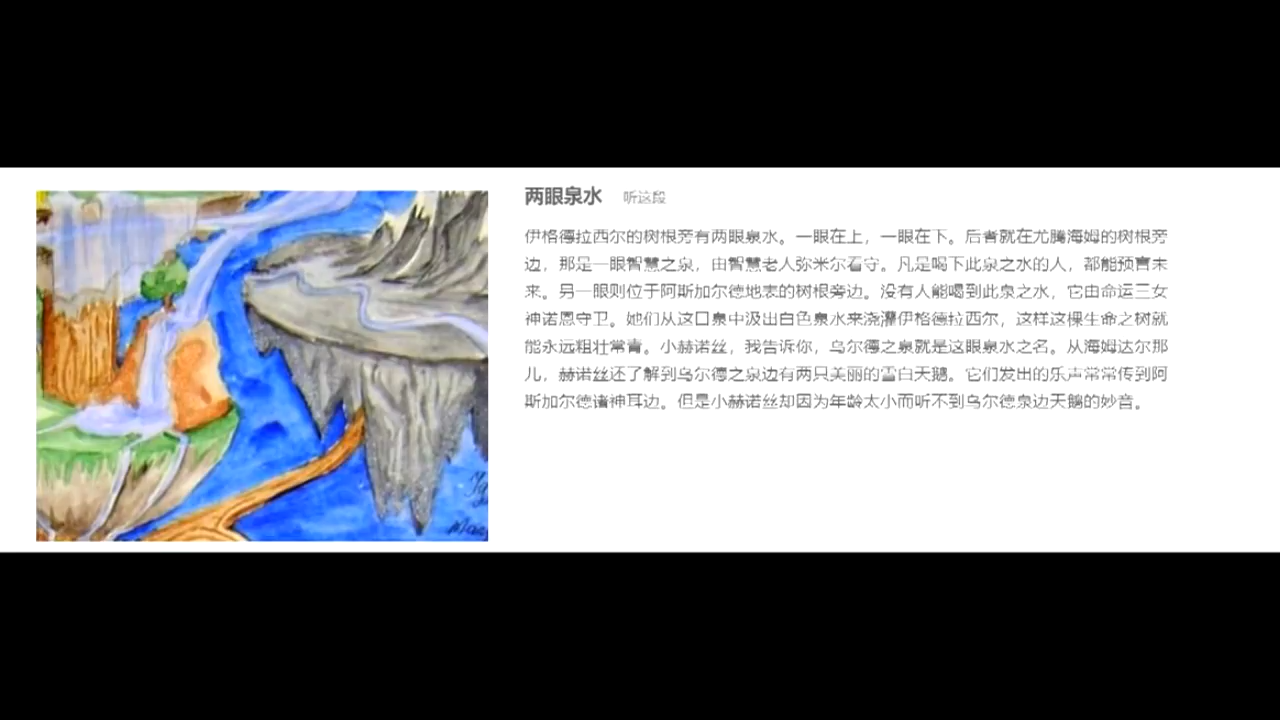 两眼泉水 听这段
伊格德拉西尔的树根旁有两眼泉水。一眼在上，一眼在下。后者就在尤腾海姆的树根旁
边，那是一眼智慧之泉，由智慧老人弥米尔看守。凡是喝下此泉之水的人，都能预言未
来。另一眼则位于阿斯加尔德地表的树根旁边。没有人能喝到此泉之水，它由命运三女
神诺恩守卫。她们从这口泉中汲出白色泉水来浇灌伊格德拉西尔，这样这棵生命之树就
能永远粗壮常青。小赫诺丝，我告诉你，乌尔德之泉就是这眼泉水之名。从海姆达尔那
儿，赫诺丝还了解到乌尔德之泉边有两只美丽的雪白天鹅。它们发出的乐声常常传到阿
斯加尔德诸神耳边。但是小赫诺丝却因为年龄太小而听不到乌尔德泉边天鹅的妙音。